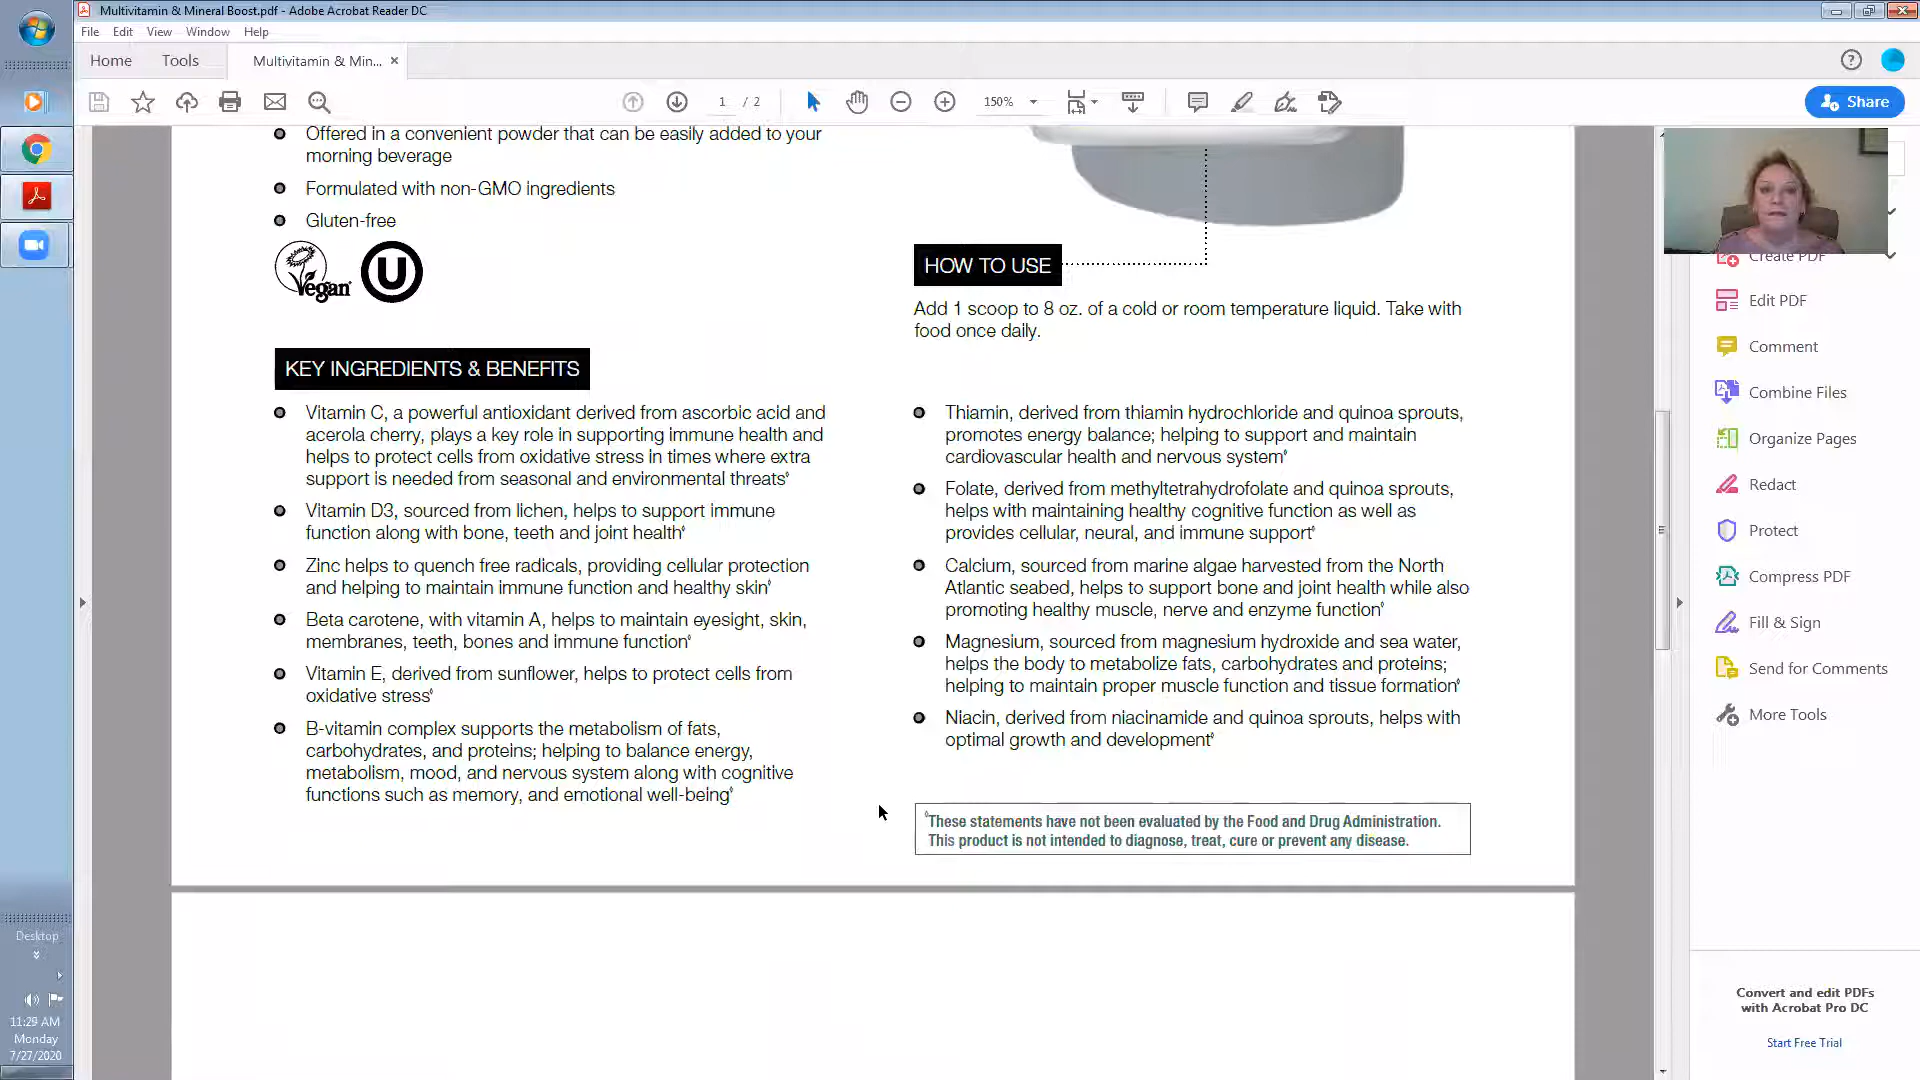 Multivitamin & Mineral Boost.pdf - Adobe Acrobat Reader DC
File Edit View Window Help
Home Tools Multivitamin & Min... ×
1 / 2 150% Share
Offered in a convenient powder that can be easily added to your
morning beverage
Formulated with non-GMO ingredients
Gluten-free
Vegan U
KEY INGREDIENTS & BENEFITS
Vitamin C, a powerful antioxidant derived from ascorbic acid and
acerola cherry, plays a key role in supporting immune health and
helps to protect cells from oxidative stress in times where extra
support is needed from seasonal and environmental threats◊
Vitamin D3, sourced from lichen, helps to support immune
function along with bone, teeth and joint health◊
Zinc helps to quench free radicals, providing cellular protection
and helping to maintain immune function and healthy skin◊
Beta carotene, with vitamin A, helps to maintain eyesight, skin,
membranes, teeth, bones and immune function◊
Vitamin E, derived from sunflower, helps to protect cells from
oxidative stress◊
B-vitamin complex supports the metabolism of fats,
carbohydrates, and proteins; helping to balance energy,
metabolism, mood, and nervous system along with cognitive
functions such as memory, and emotional well-being◊
HOW TO USE
Add 1 scoop to 8 oz. of a cold or room temperature liquid. Take with
food once daily.
Thiamin, derived from thiamin hydrochloride and quinoa sprouts,
promotes energy balance; helping to support and maintain
cardiovascular health and nervous system◊
Folate, derived from methyltetrahydrofolate and quinoa sprouts,
helps with maintaining healthy cognitive function as well as
provides cellular, neural, and immune support◊
Calcium, sourced from marine algae harvested from the North
Atlantic seabed, helps to support bone and joint health while also
promoting healthy muscle, nerve and enzyme function◊
Magnesium, sourced from magnesium hydroxide and sea water,
helps the body to metabolize fats, carbohydrates and proteins;
helping to maintain proper muscle function and tissue formation◊
Niacin, derived from niacinamide and quinoa sprouts, helps with
optimal growth and development◊
◊These statements have not been evaluated by the Food and Drug Administration.
This product is not intended to diagnose, treat, cure or prevent any disease.
Create PDF
Edit PDF
Comment
Combine Files
Organize Pages
Redact
Protect
Compress PDF
Fill & Sign
Send for Comments
More Tools
Convert and edit PDFs
with Acrobat Pro DC
Start Free Trial
Desktop
11:29 AM
Monday
7/27/2020